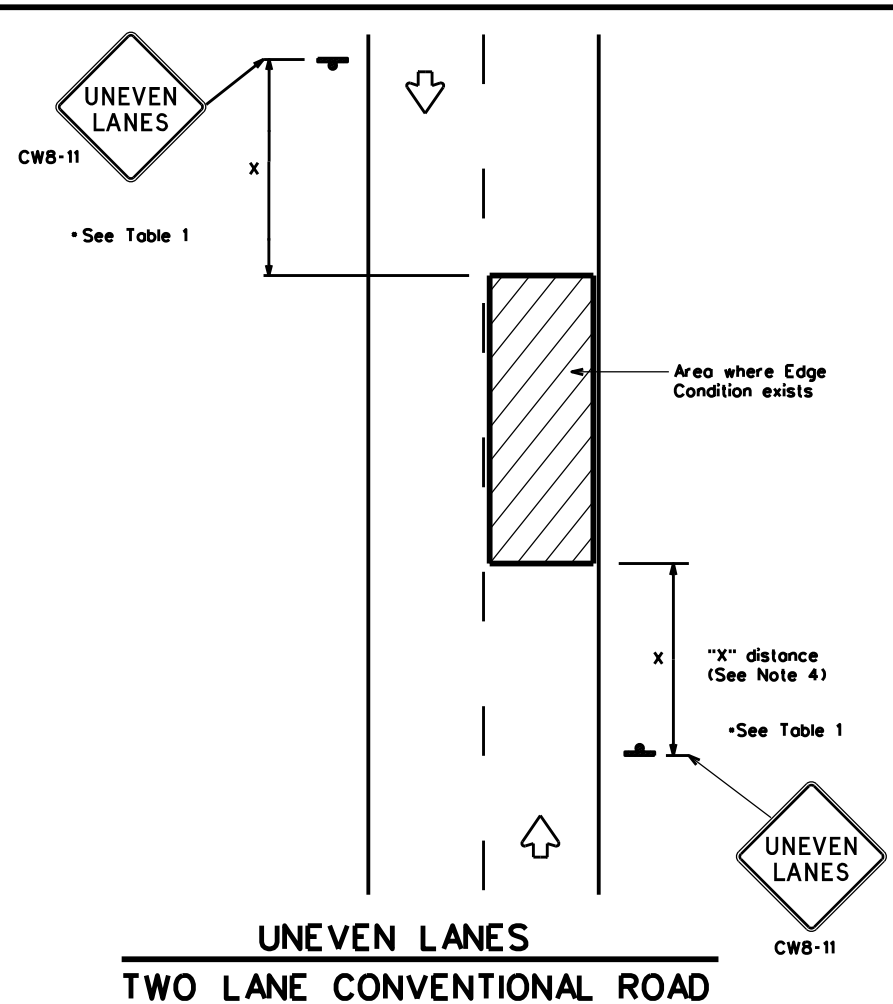 UNEVEN
LANES
CW8-11
*See Table 1
X
Area where Edge
Condition exists
X
"X" distance
(See Note 4)
*See Table 1
UNEVEN
LANES
CW8-11
UNEVEN LANES
TWO LANE CONVENTIONAL ROAD